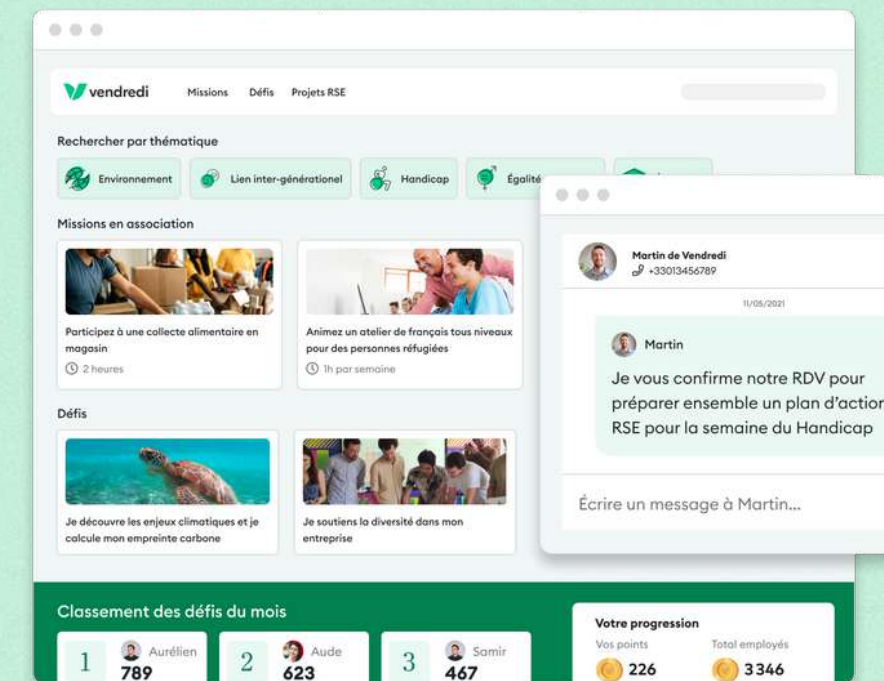 vendredi
Missions
Défis
Projets RSE
Rechercher par thématique
Environnement
Lien inter-générationel
Handicap
Égalité
Missions en association
Participez à une collecte alimentaire en
magasin
2 heures
Animez un atelier de français tous niveaux
pour des personnes réfugiées
1h par semaine
Défis
Je découvre les enjeux climatiques et je
calcule mon empreinte carbone
Je soutiens la diversité dans mon
entreprise
Martin de Vendredi
+33013456789
11/05/2021
Martin
Je vous confirme notre RDV pour
préparer ensemble un plan d'action
RSE pour la semaine du Handicap
Écrire un message à Martin...
Classement des défis du mois
1
Aurélien
789
2
Aude
623
3
Samir
467
Votre progression
Vos points
226
Total employés
3 346